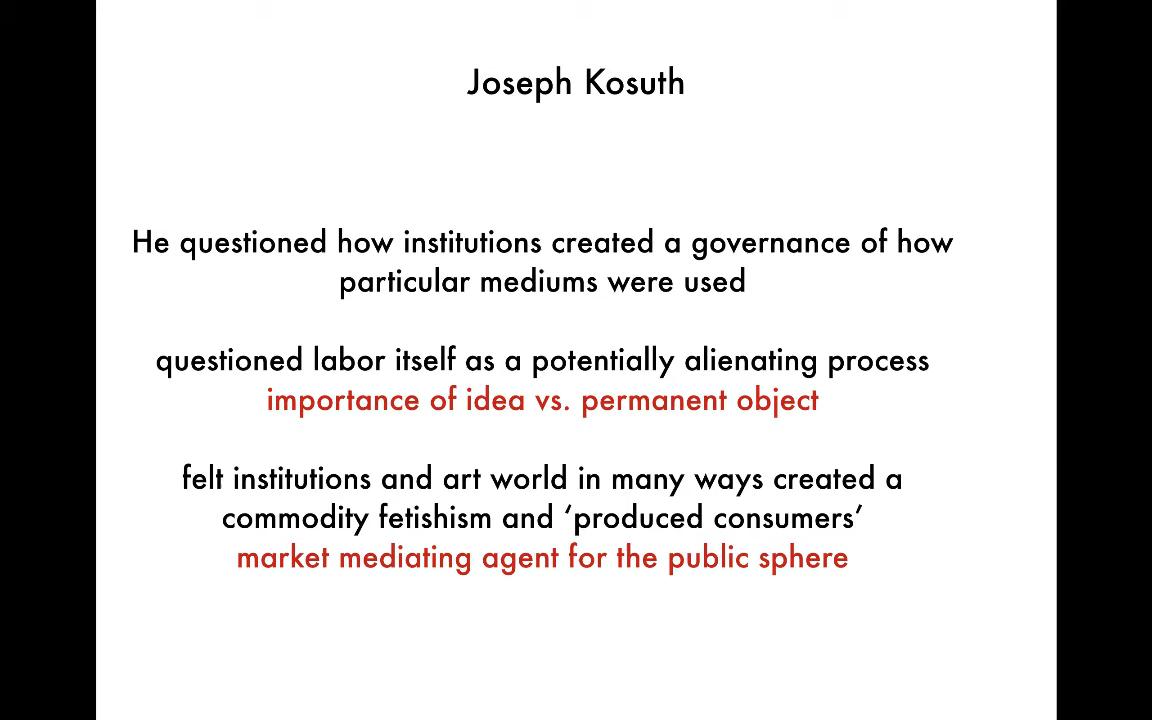 Joseph Kosuth
He questioned how institutions created a governance of how
particular mediums were used
questioned labor itself as a potentially alienating process
importance of idea vs. permanent object
felt institutions and art world in many ways created a
commodity fetishism and ‘produced consumers’
market mediating agent for the public sphere